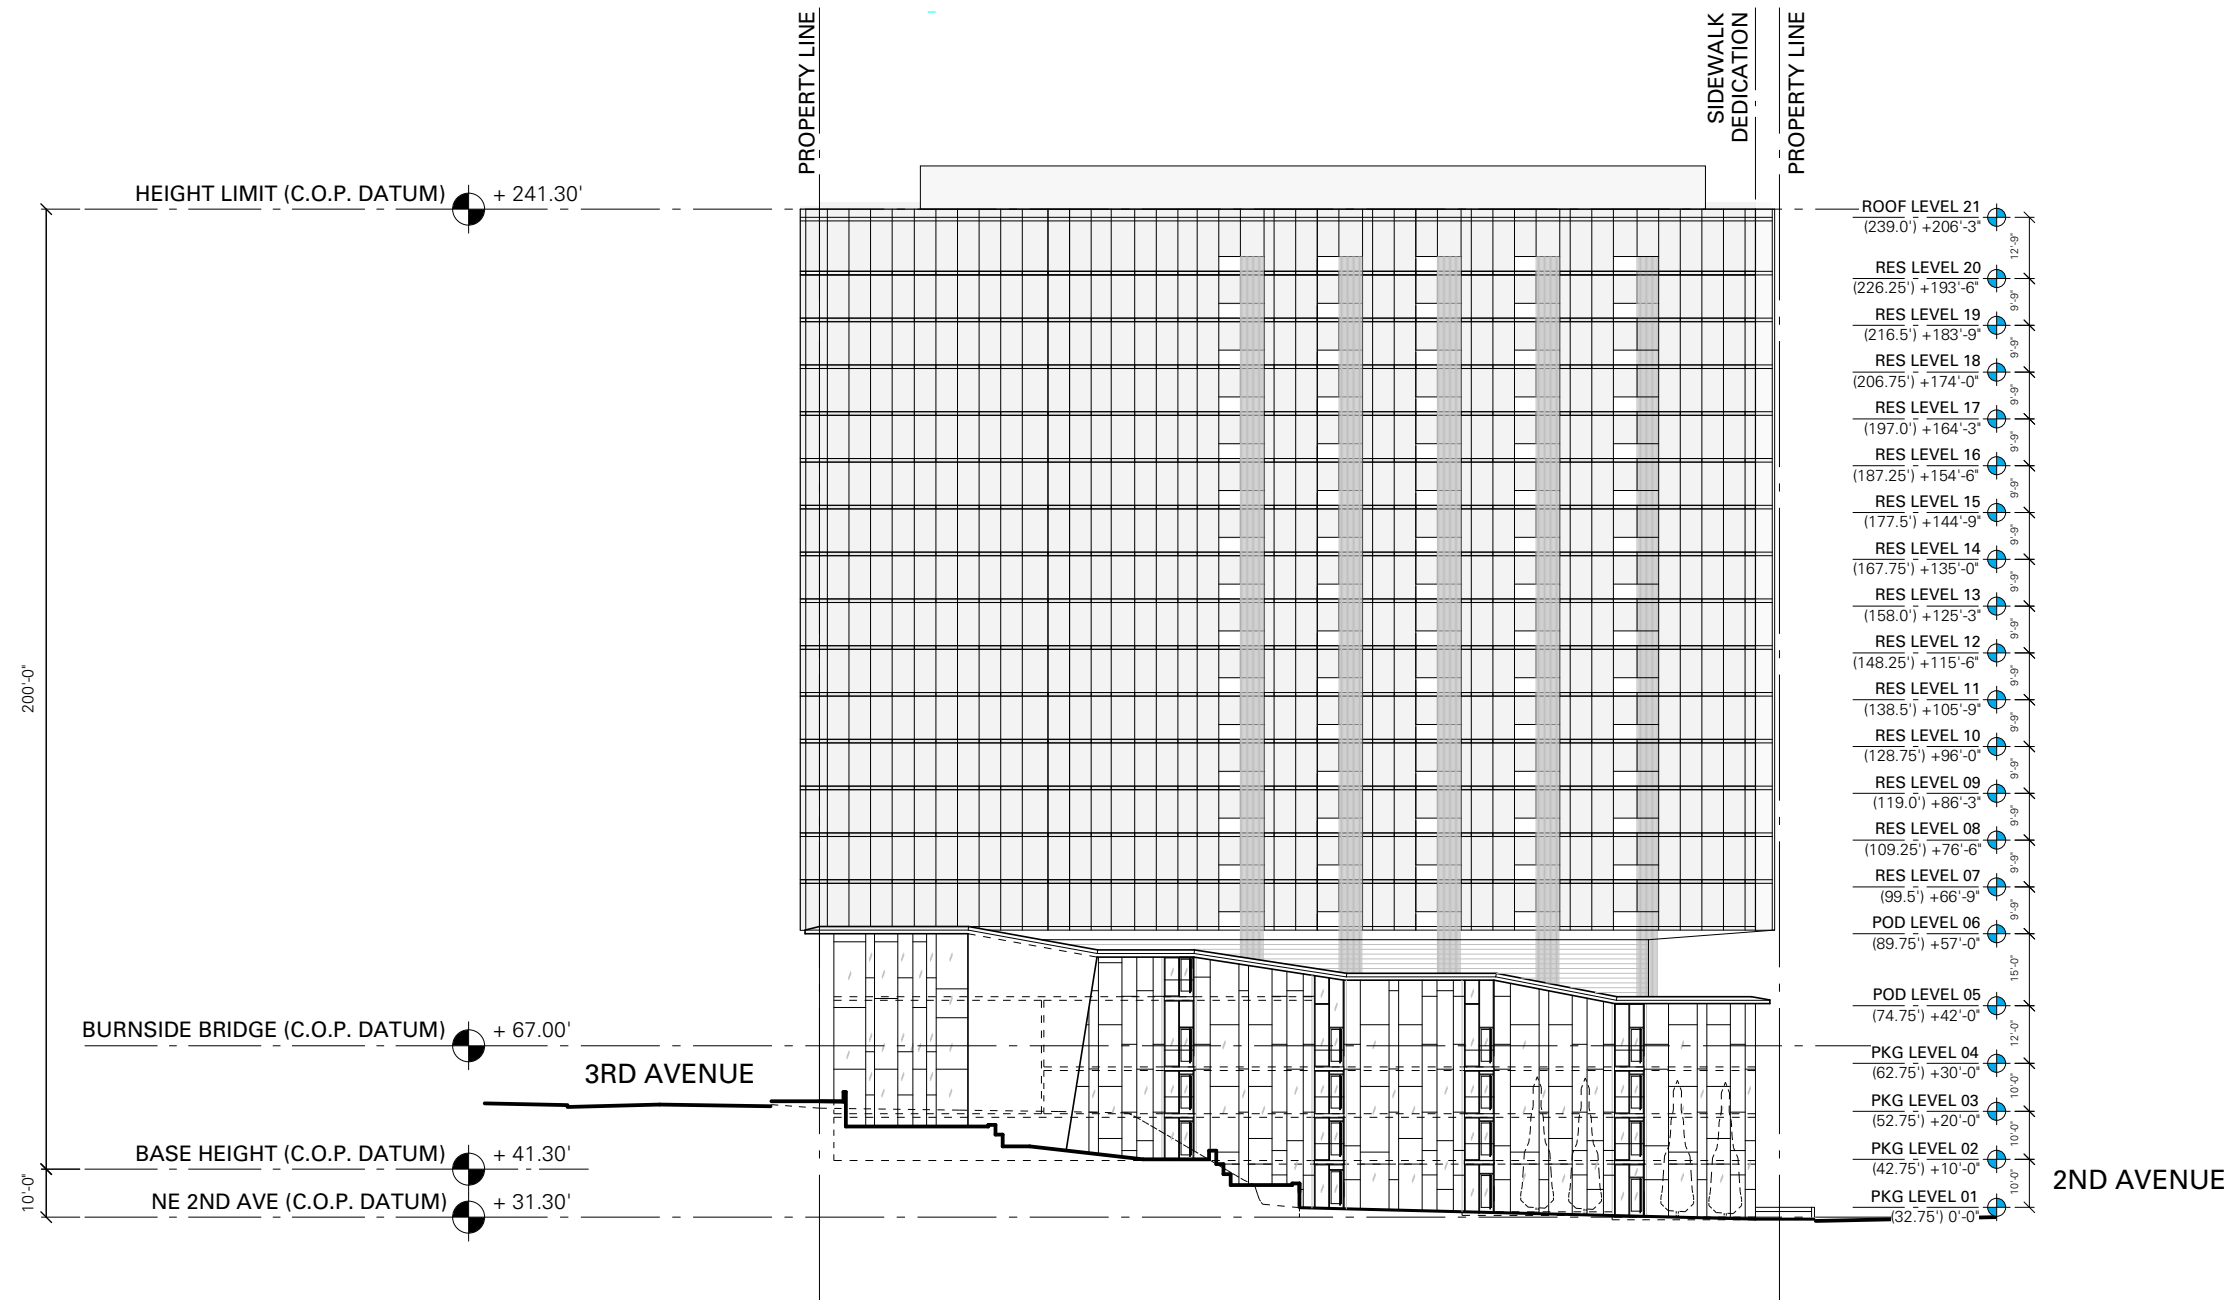 PROPERTY LINE
SIDEWALK
DEDICATION
PROPERTY LINE
HEIGHT LIMIT (C.O.P. DATUM)
+ 241.30'
BURNSIDE BRIDGE (C.O.P. DATUM)
+ 67.00'
3RD AVENUE
BASE HEIGHT (C.O.P. DATUM)
+ 41.30'
NE 2ND AVE (C.O.P. DATUM)
+ 31.30'
200'-0"
10'-0"
ROOF LEVEL 21
(239.0') +206'-3"
12'-9"
RES LEVEL 20
(226.25') +193'-6"
9'-9"
RES LEVEL 19
(216.5') +183'-9"
9'-9"
RES LEVEL 18
(206.75') +174'-0"
9'-9"
RES LEVEL 17
(197.0') +164'-3"
9'-9"
RES LEVEL 16
(187.25') +154'-6"
9'-9"
RES LEVEL 15
(177.5') +144'-9"
9'-9"
RES LEVEL 14
(167.75') +135'-0"
9'-9"
RES LEVEL 13
(158.0') +125'-3"
9'-9"
RES LEVEL 12
(148.25') +115'-6"
9'-9"
RES LEVEL 11
(138.5') +105'-9"
9'-9"
RES LEVEL 10
(128.75') +96'-0"
9'-9"
RES LEVEL 09
(119.0') +86'-3"
9'-9"
RES LEVEL 08
(109.25') +76'-6"
9'-9"
RES LEVEL 07
(99.5') +66'-9"
9'-9"
POD LEVEL 06
(89.75') +57'-0"
15'-0"
POD LEVEL 05
(74.75') +42'-0"
12'-0"
PKG LEVEL 04
(62.75') +30'-0"
10'-0"
PKG LEVEL 03
(52.75') +20'-0"
10'-0"
PKG LEVEL 02
(42.75') +10'-0"
10'-0"
PKG LEVEL 01
(32.75') 0'-0"
2ND AVENUE